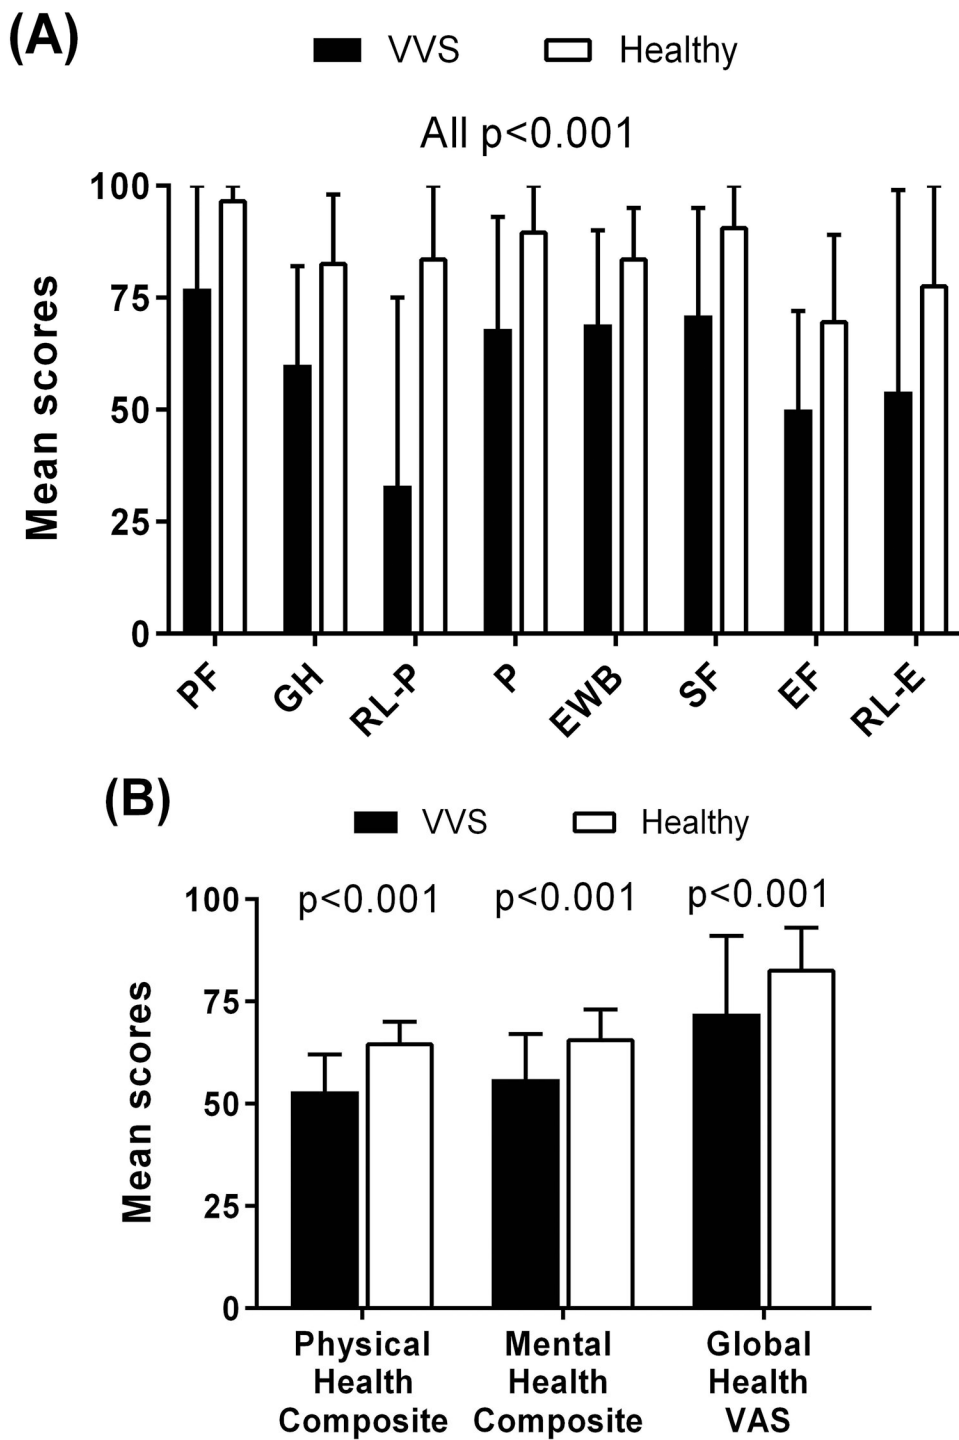 (A)
VVS Healthy
All p<0.001
100
75
50
25
0
Mean scores
PF GH RL-P P EWB SF EF RL-E
(B)
VVS Healthy
p<0.001 p<0.001 p<0.001
100
75
50
25
0
Mean scores
Physical Mental Global
Health Health Health
Composite Composite VAS